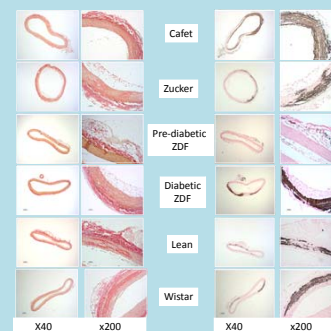 Cafet
Zucker
Pre-diabetic
ZDF
Diabetic
ZDF
Lean
Wistar
X40 x200 X40 x200